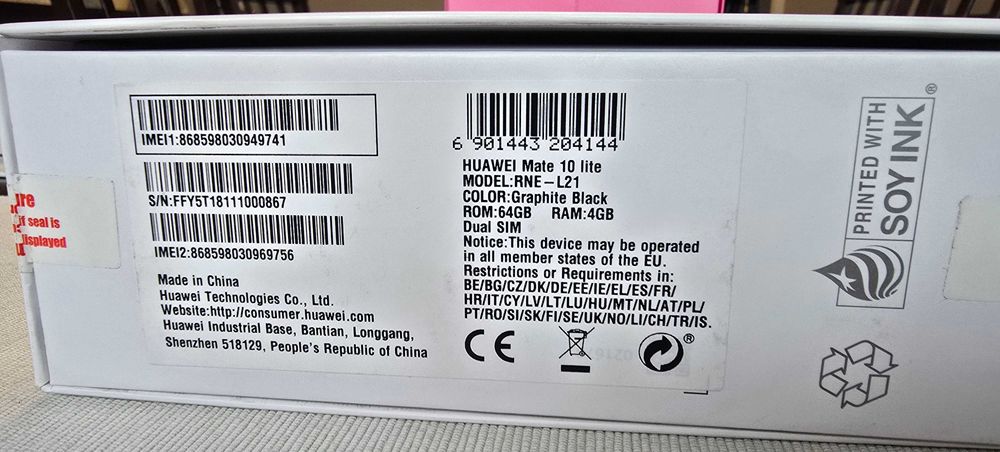 ure
if seal is
displayed
IMEI1:868598030949741
S/N:FFY5T18111000867
IMEI2:868598030969756
Made in China
Huawei Technologies Co., Ltd.
Website:http://consumer.huawei.com
Huawei Industrial Base, Bantian, Longgang,
Shenzhen 518129, People's Republic of China
6 901443 204144
HUAWEI Mate 10 lite
MODEL:RNE-L21
COLOR:Graphite Black
ROM:64GB RAM:4GB
Dual SIM
Notice:This device may be operated
in all member states of the EU.
Restrictions or Requirements in:
BE/BG/CZ/DK/DE/EE/IE/EL/ES/FR/
HR/IT/CY/LV/LT/LU/HU/MT/NL/AT/PL/
PT/RO/SI/SK/FI/SE/UK/NO/LI/CH/TR/IS.
CE
®
PRINTED WITH
SOY INK®